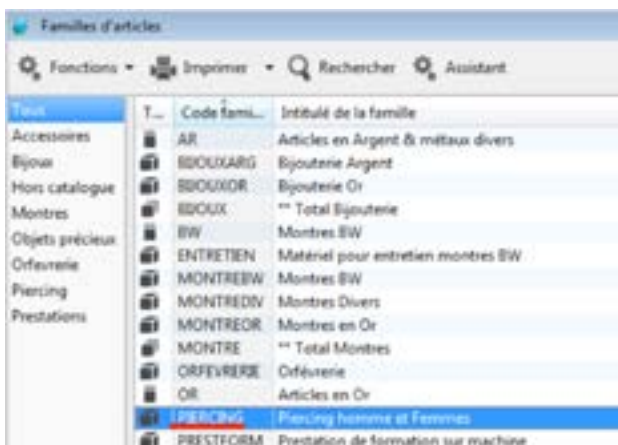 Familles d'articles
Fonctions Imprimer Rechercher Assistant
Tous
Accessoires
Bijoux
Hors catalogue
Montres
Objets précieux
Orfevrerie
Piercing
Prestations
T... Code fami... Intitulé de la famille
AR Articles en Argent & métaux divers
BIJOUXARG Bijouterie Argent
BIJOUXOR Bijouterie Or
BIJOUX ** Total Bijouterie
BW Montres BW
ENTRETIEN Matériel pour entretien montres BW
MONTREBW Montres BW
MONTREDIV Montres Divers
MONTREOR Montres en Or
MONTRE ** Total Montres
ORFEVRERIE Orfévrerie
OR Articles en Or
PIERCING Piercing homme et Femmes
PRESTFORM Prestation de formation sur machine